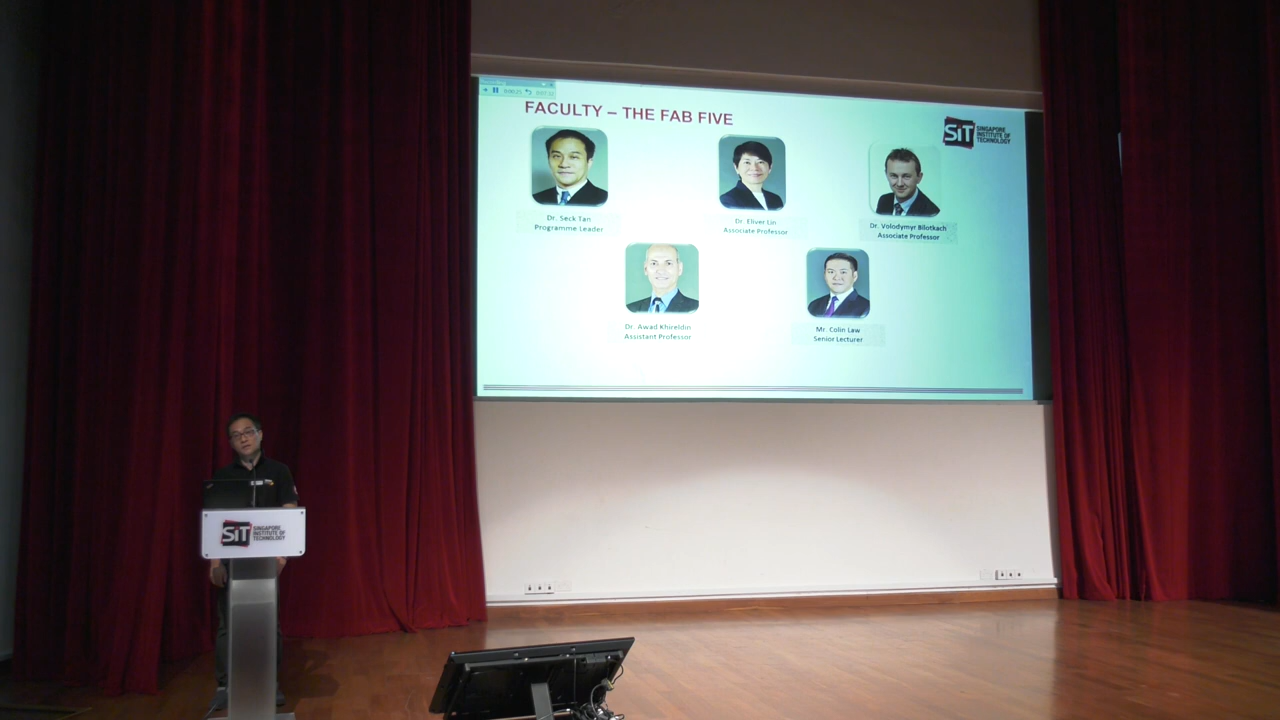 FACULTY – THE FAB FIVE
SiT SINGAPORE
INSTITUTE OF
TECHNOLOGY
Dr. Seck Tan
Programme Leader
Dr. Eliver Lin
Associate Professor
Dr. Volodymyr Bilotkach
Associate Professor
Dr. Awad Khireldin
Assistant Professor
Mr. Colin Law
Senior Lecturer
SiT SINGAPORE
INSTITUTE OF
TECHNOLOGY